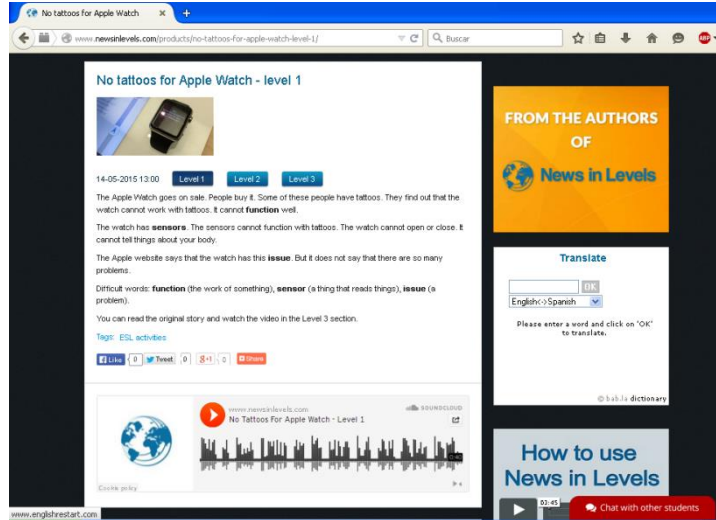 No tattoos for Apple Watch
www.newsinlevels.com/products/no-tattoos-for-apple-watch-level-1/
Buscar
ABP
No tattoos for Apple Watch - level 1
14-05-2015 13:00 Level 1 Level 2 Level 3
The Apple Watch goes on sale. People buy it. Some of these people have tattoos. They find out that the
watch cannot work with tattoos. It cannot function well.
The watch has sensors. The sensors cannot function with tattoos. The watch cannot open or close. It
cannot tell things about your body.
The Apple website says that the watch has this issue. But it does not say that there are so many
problems.
Difficult words: function (the work of something), sensor (a thing that reads things), issue (a
problem).
You can read the original story and watch the video in the Level 3 section.
Tags: ESL activities
Like 0 Tweet 0 g+1 0 Share
www.newsinlevels.com
No Tattoos For Apple Watch - Level 1
SOUNDCLOUD
0:40
Cookie policy
FROM THE AUTHORS
OF
News in Levels
Translate
OK
English<->Spanish
Please enter a word and click on 'OK'
to translate.
© bab.la dictionary
How to use
News in Levels
03:45
Chat with other students
www.englishrestart.com